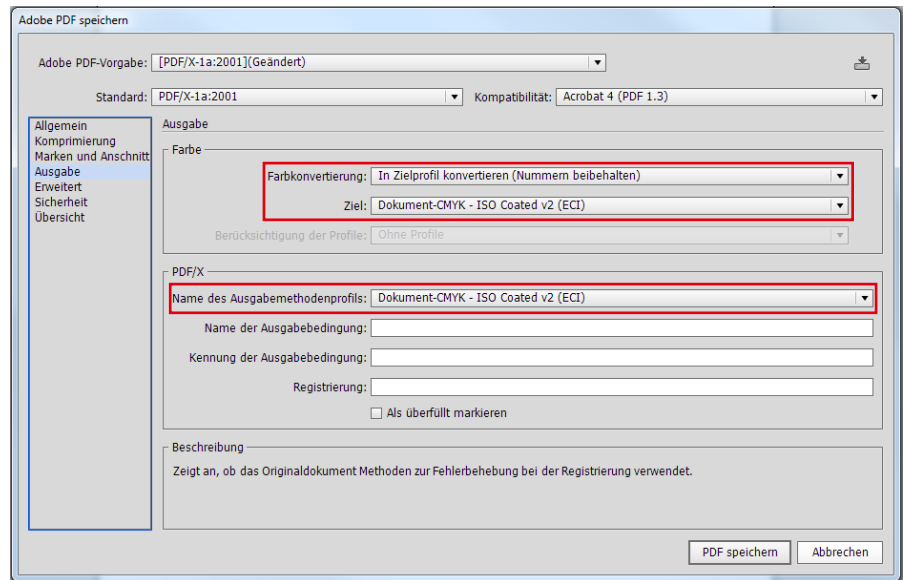 Adobe PDF speichern
Adobe PDF-Vorgabe: [PDF/X-1a:2001](Geändert)
Standard: PDF/X-1a:2001 Kompatibilität: Acrobat 4 (PDF 1.3)
Allgemein
Komprimierung
Marken und Anschnitt
Ausgabe
Erweitert
Sicherheit
Übersicht
Ausgabe
Farbe
Farbkonvertierung: In Zielprofil konvertieren (Nummern beibehalten)
Ziel: Dokument-CMYK - ISO Coated v2 (ECI)
Berücksichtigung der Profile: Ohne Profile
PDF/X
Name des Ausgabemethodenprofils: Dokument-CMYK - ISO Coated v2 (ECI)
Name der Ausgabebedingung:
Kennung der Ausgabebedingung:
Registrierung:
Als überfüllt markieren
Beschreibung
Zeigt an, ob das Originaldokument Methoden zur Fehlerbehebung bei der Registrierung verwendet.
PDF speichern Abbrechen